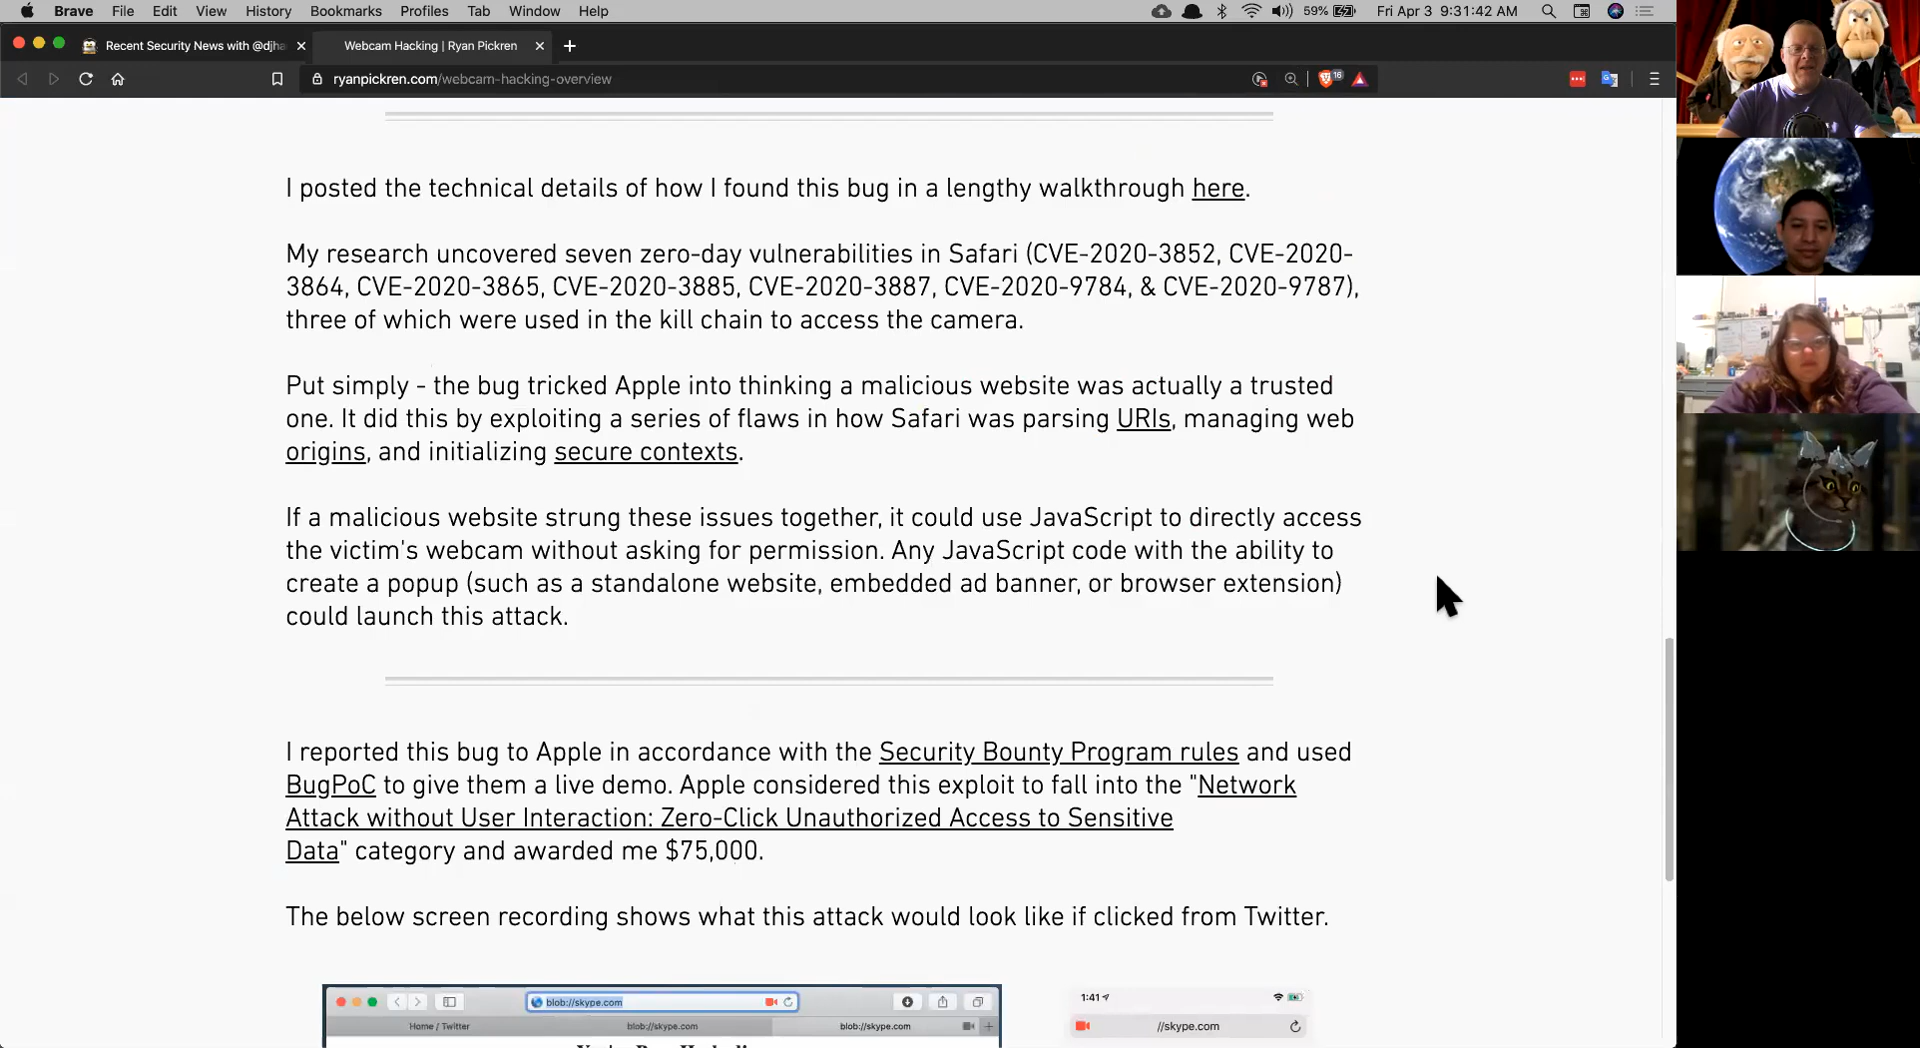 Brave File Edit View History Bookmarks Profiles Tab Window Help 59% Fri Apr 3 9:31:42 AM
Recent Security News with @djha Webcam Hacking | Ryan Pickren
ryanpickren.com/webcam-hacking-overview 16
I posted the technical details of how I found this bug in a lengthy walkthrough here.
My research uncovered seven zero-day vulnerabilities in Safari (CVE-2020-3852, CVE-2020-
3864, CVE-2020-3865, CVE-2020-3885, CVE-2020-3887, CVE-2020-9784, & CVE-2020-9787),
three of which were used in the kill chain to access the camera.
Put simply - the bug tricked Apple into thinking a malicious website was actually a trusted
one. It did this by exploiting a series of flaws in how Safari was parsing URIs, managing web
origins, and initializing secure contexts.
If a malicious website strung these issues together, it could use JavaScript to directly access
the victim's webcam without asking for permission. Any JavaScript code with the ability to
create a popup (such as a standalone website, embedded ad banner, or browser extension)
could launch this attack.
I reported this bug to Apple in accordance with the Security Bounty Program rules and used
BugPoC to give them a live demo. Apple considered this exploit to fall into the "Network
Attack without User Interaction: Zero-Click Unauthorized Access to Sensitive
Data" category and awarded me $75,000.
The below screen recording shows what this attack would look like if clicked from Twitter.
blob://skype.com
Home / Twitter blob://skype.com blob://skype.com
1:41
//skype.com